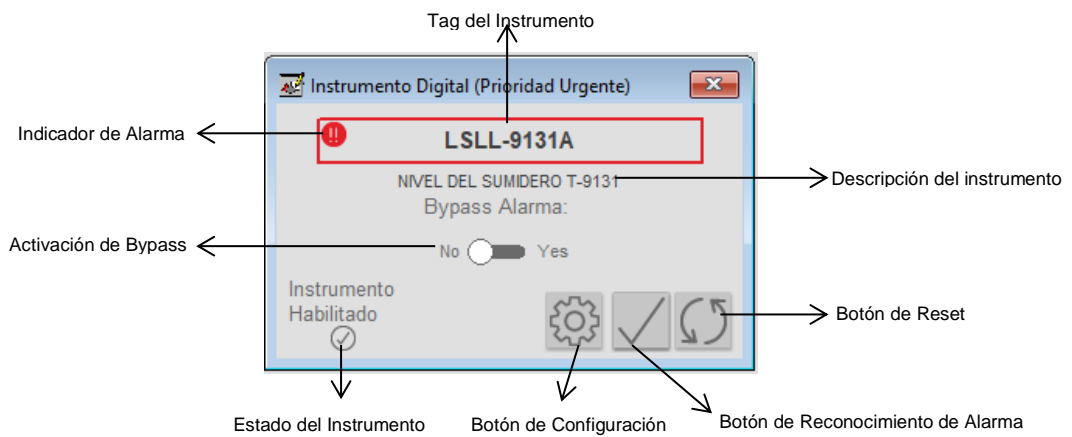 Tag del Instrumento
Instrumento Digital (Prioridad Urgente)
Indicador de Alarma
!!
LSLL-9131A
NIVEL DEL SUMIDERO T-9131
Descripción del instrumento
Bypass Alarma:
Activación de Bypass
No Yes
Instrumento
Habilitado
Botón de Reset
Estado del Instrumento
Botón de Configuración
Botón de Reconocimiento de Alarma